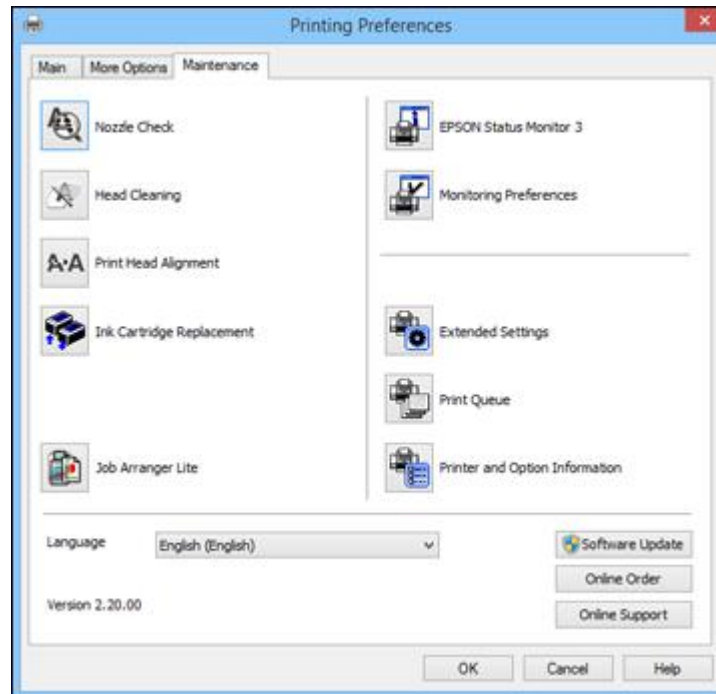 Printing Preferences
Main
More Options
Maintenance
Nozzle Check
Head Cleaning
A·A
Print Head Alignment
Ink Cartridge Replacement
Job Arranger Lite
EPSON Status Monitor 3
Monitoring Preferences
Extended Settings
Print Queue
Printer and Option Information
Language
English (English)
Version 2.20.00
Software Update
Online Order
Online Support
OK
Cancel
Help